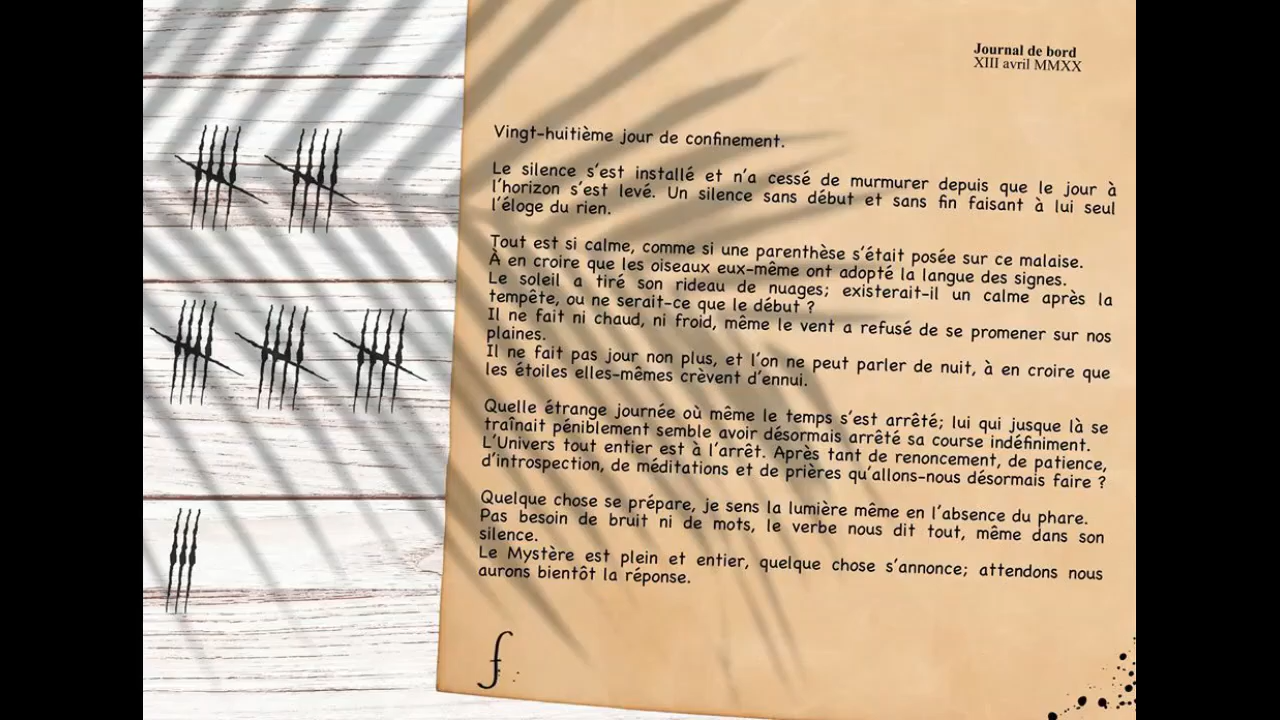 Journal de bord
XIII avril MMXX
Vingt-huitième jour de confinement.
Le silence s'est installé et n'a cessé de murmurer depuis que le jour à
l'horizon s'est levé. Un silence sans début et sans fin faisant à lui seul
l'éloge du rien.
Tout est si calme, comme si une parenthèse s'était posée sur ce malaise.
À en croire que les oiseaux eux-même ont adopté la langue des signes.
Le soleil a tiré son rideau de nuages; existerait-il un calme après la
tempête, ou ne serait-ce que le début ?
Il ne fait ni chaud, ni froid, même le vent a refusé de se promener sur nos
plaines.
Il ne fait pas jour non plus, et l'on ne peut parler de nuit, à en croire que
les étoiles elles-mêmes crèvent d'ennui.
Quelle étrange journée où même le temps s'est arrêté; lui qui jusque là se
traînait péniblement semble avoir désormais arrêté sa course indéfiniment.
L'Univers tout entier est à l'arrêt. Après tant de renoncement, de patience,
d'introspection, de méditations et de prières qu'allons-nous désormais faire ?
Quelque chose se prépare, je sens la lumière même en l'absence du phare.
Pas besoin de bruit ni de mots, le verbe nous dit tout, même dans son
silence.
Le Mystère est plein et entier, quelque chose s'annonce; attendons nous
aurons bientôt la réponse.